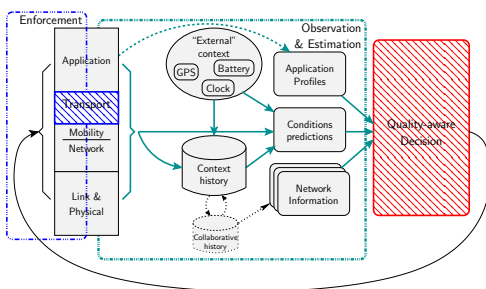 Enforcement
Observation
& Estimation
Application
Transport
Mobility
Network
Link &
Physical
"External"
context
GPS
Battery
Clock
Context
history
Collaborative
history
Application
Profiles
Conditions
predictions
Network
Information
Quality-aware
Decision